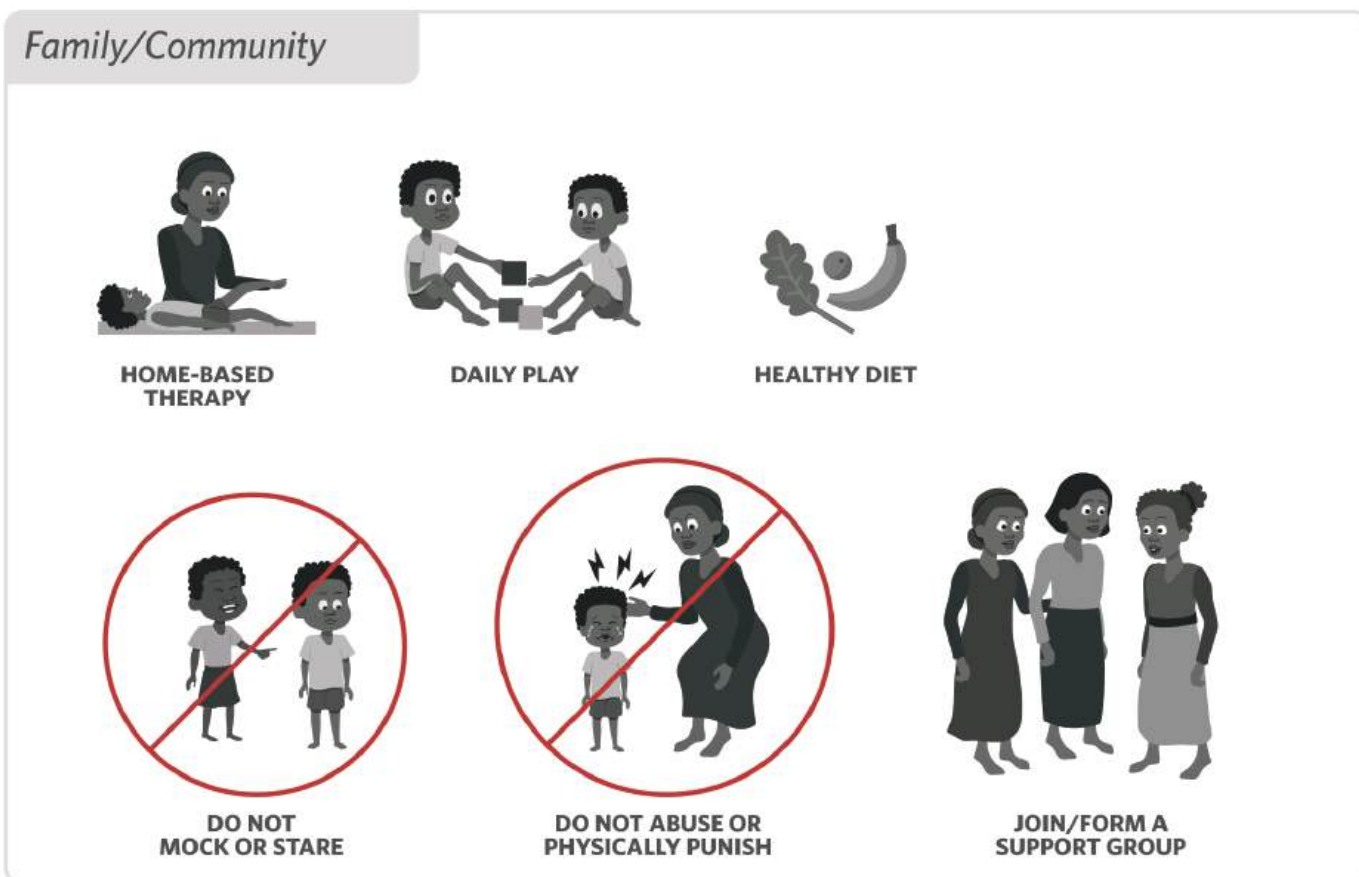 Family/Community
HOME-BASED
THERAPY
DAILY PLAY
HEALTHY DIET
DO NOT
MOCK OR STARE
DO NOT ABUSE OR
PHYSICALLY PUNISH
JOIN/FORM A
SUPPORT GROUP